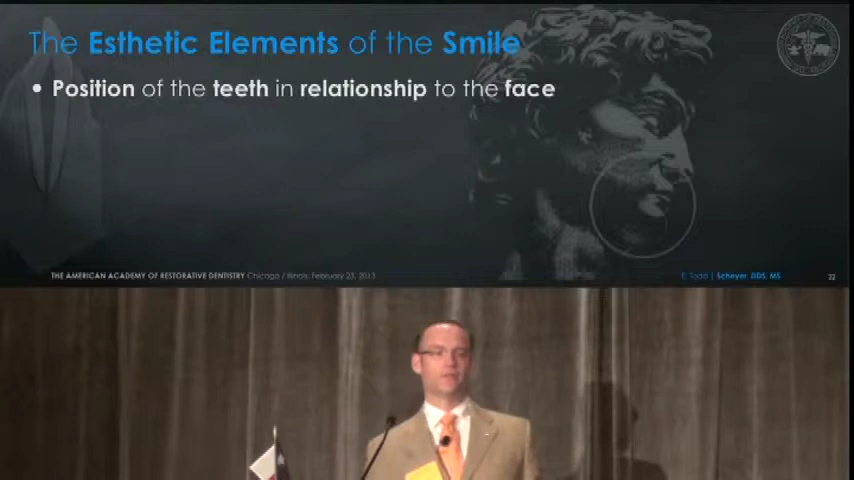 The Esthetic Elements of the Smile
• Position of the teeth in relationship to the face
THE AMERICAN ACADEMY OF RESTORATIVE DENTISTRY Chicago / Illinois, February 23, 2013
E. Todd | Scheyer, DDS, MS
22